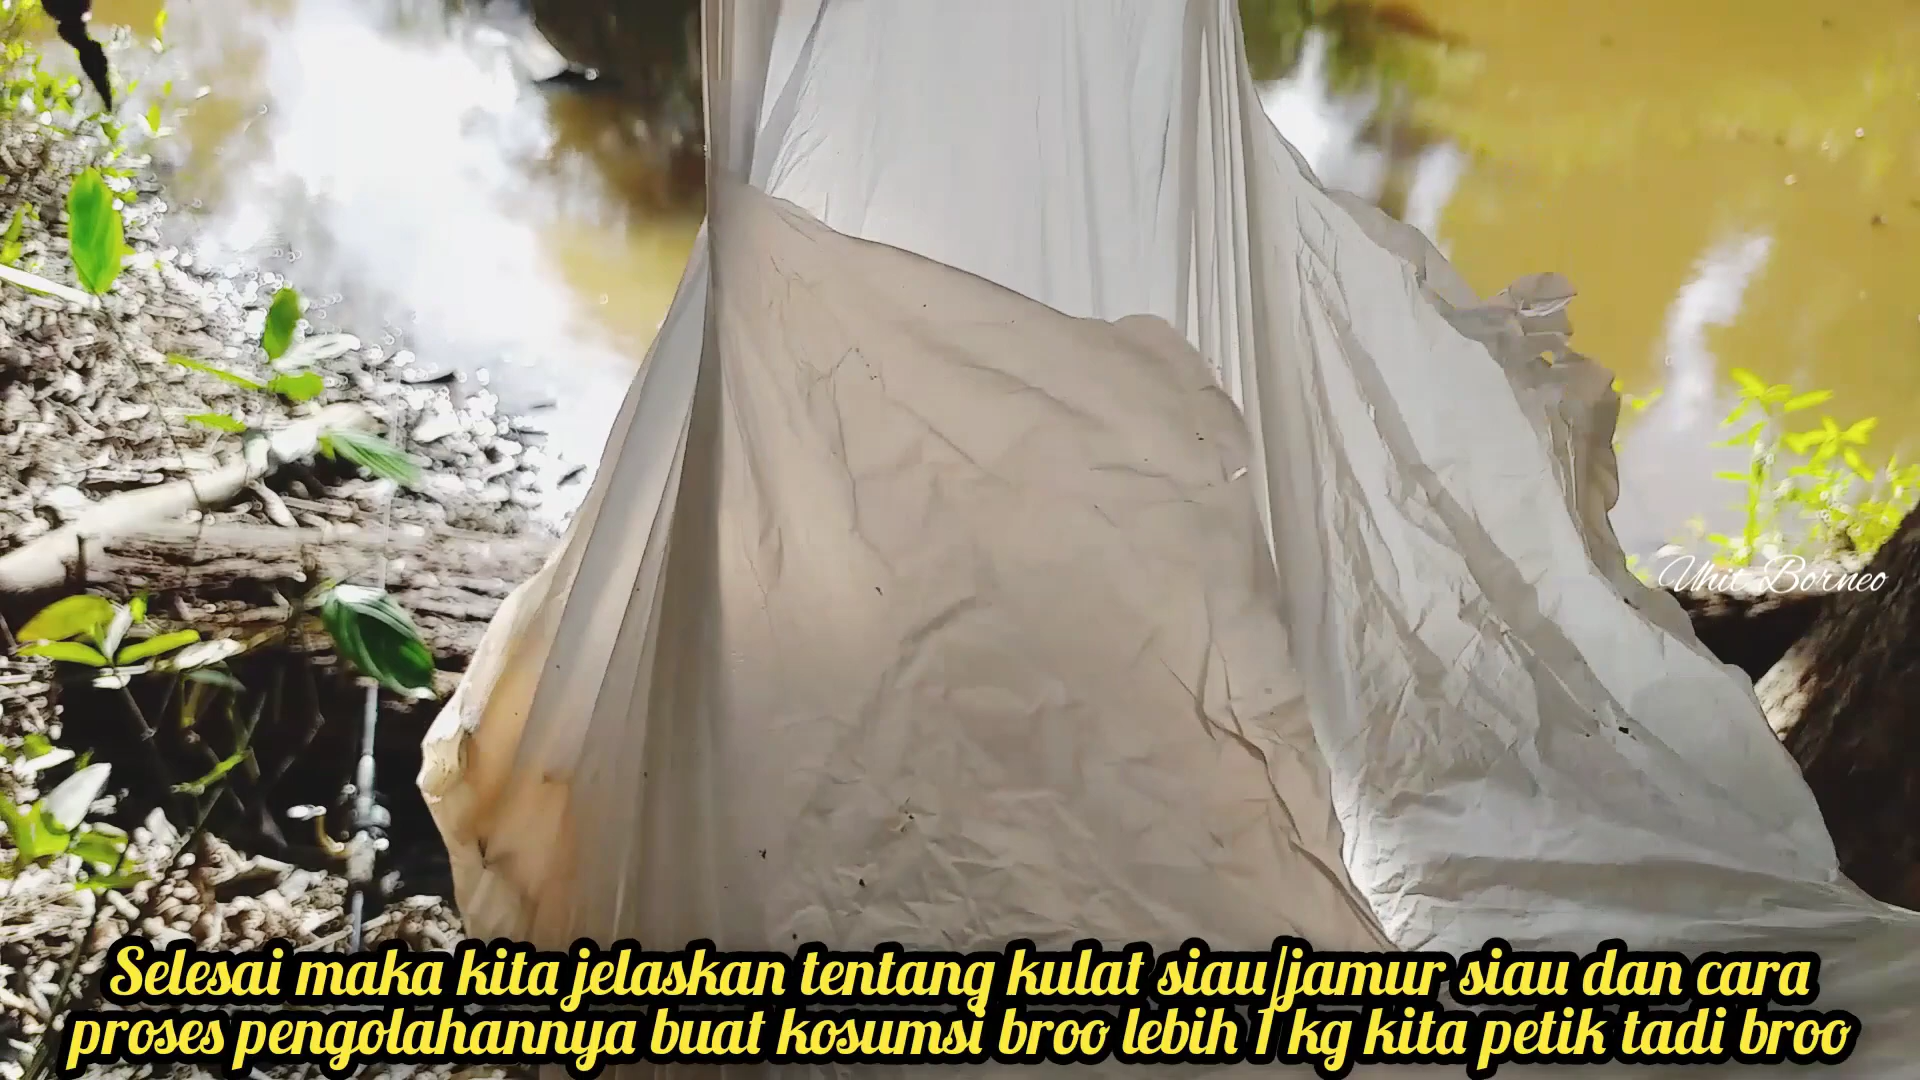 Uhit Borneo
Selesai maka kita jelaskan tentang kulat siau/jamur siau dan cara
proses pengolahannya buat kosumsi broo lebih 1 kg kita petik tadi broo